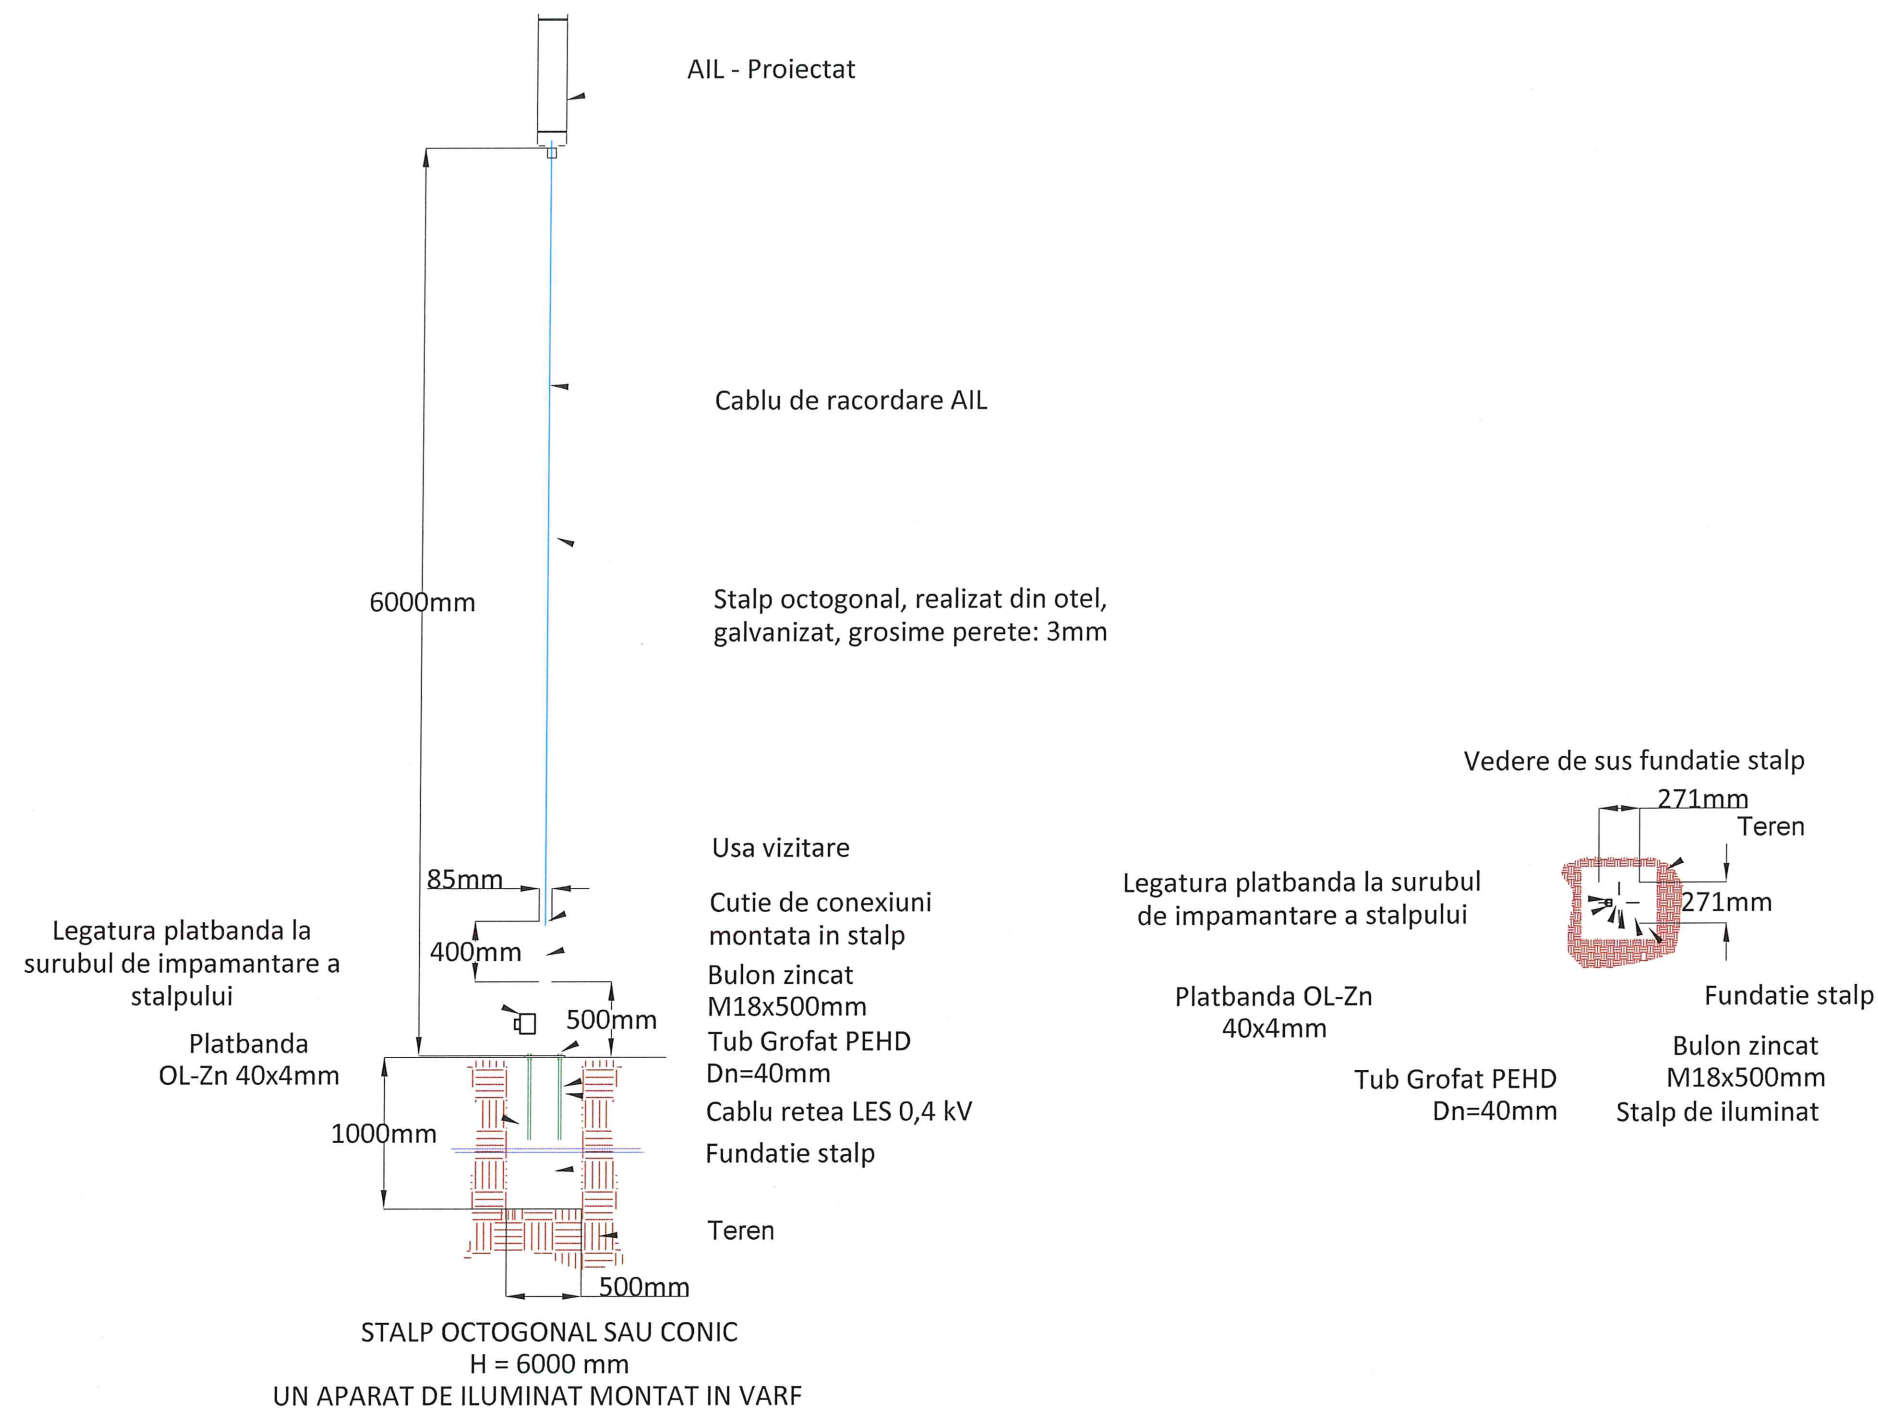 AIL - Proiectat
Cablu de racordare AIL
6000mm
Stalp octogonal, realizat din otel,
galvanizat, grosime perete: 3mm
Usa vizitare
85mm
Cutie de conexiuni
montata in stalp
Legatura platbanda la
surubul de impamantare a
stalpului
400mm
Bulon zincat
M18x500mm
500mm
Platbanda
OL-Zn 40x4mm
Tub Grofat PEHD
Dn=40mm
Cablu retea LES 0,4 kV
1000mm
Fundatie stalp
Teren
500mm
STALP OCTOGONAL SAU CONIC
H = 6000 mm
UN APARAT DE ILUMINAT MONTAT IN VARF
Vedere de sus fundatie stalp
271mm
Teren
Legatura platbanda la surubul
de impamantare a stalpului
271mm
Platbanda OL-Zn
40x4mm
Fundatie stalp
Bulon zincat
M18x500mm
Tub Grofat PEHD
Dn=40mm
Stalp de iluminat